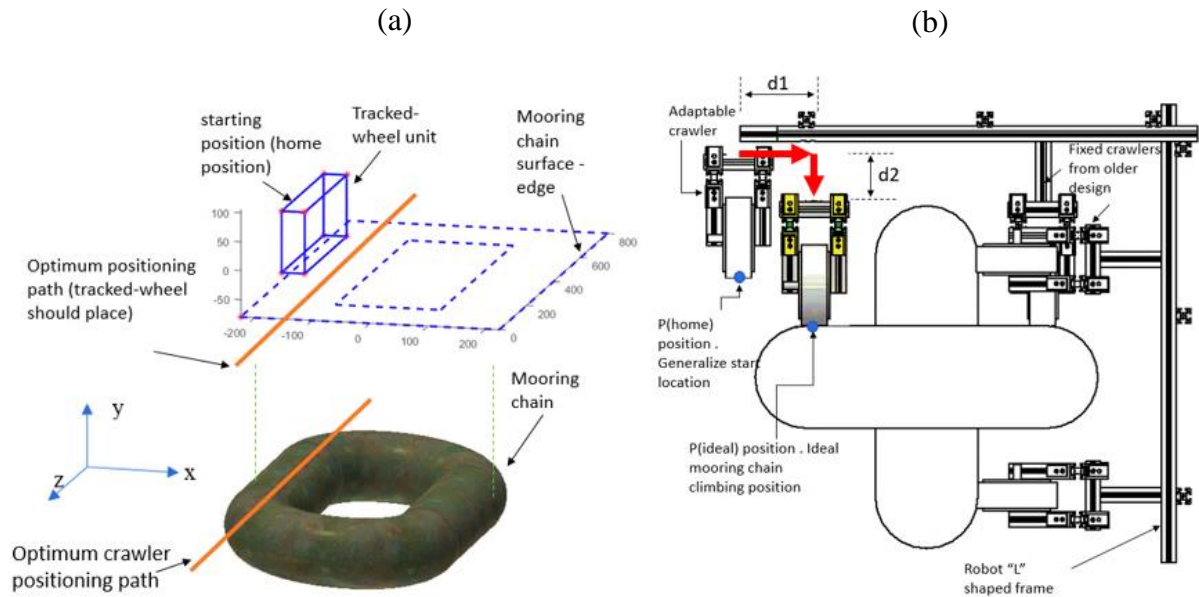 (a)
(b)
starting
position (home
position)
Tracked-
wheel unit
Mooring
chain
surface -
edge
100
50
0
-50
-200
-100
0
100
200
0
200
400
600
800
Optimum positioning
path (tracked-wheel
should place)
Mooring
chain
y
x
z
Optimum crawler
positioning path
d1
Adaptable
crawler
d2
Fixed crawlers
from older
design
P(home)
position .
Generalize start
location
P(ideal) position . Ideal
mooring chain
climbing position
Robot “L”
shaped frame